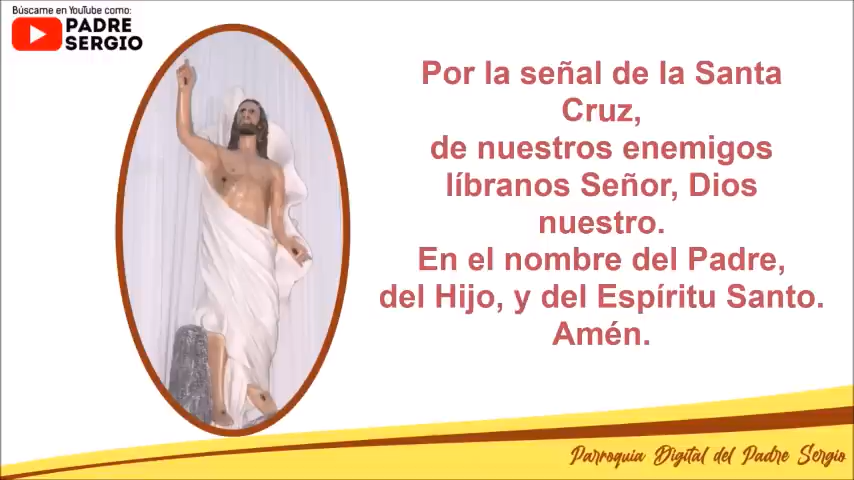 Búscame en YouTube como:
PADRE
SERGIO
Por la señal de la Santa
Cruz,
de nuestros enemigos
líbranos Señor, Dios
nuestro.
En el nombre del Padre,
del Hijo, y del Espíritu Santo.
Amén.
Parroquia Digital del Padre Sergio